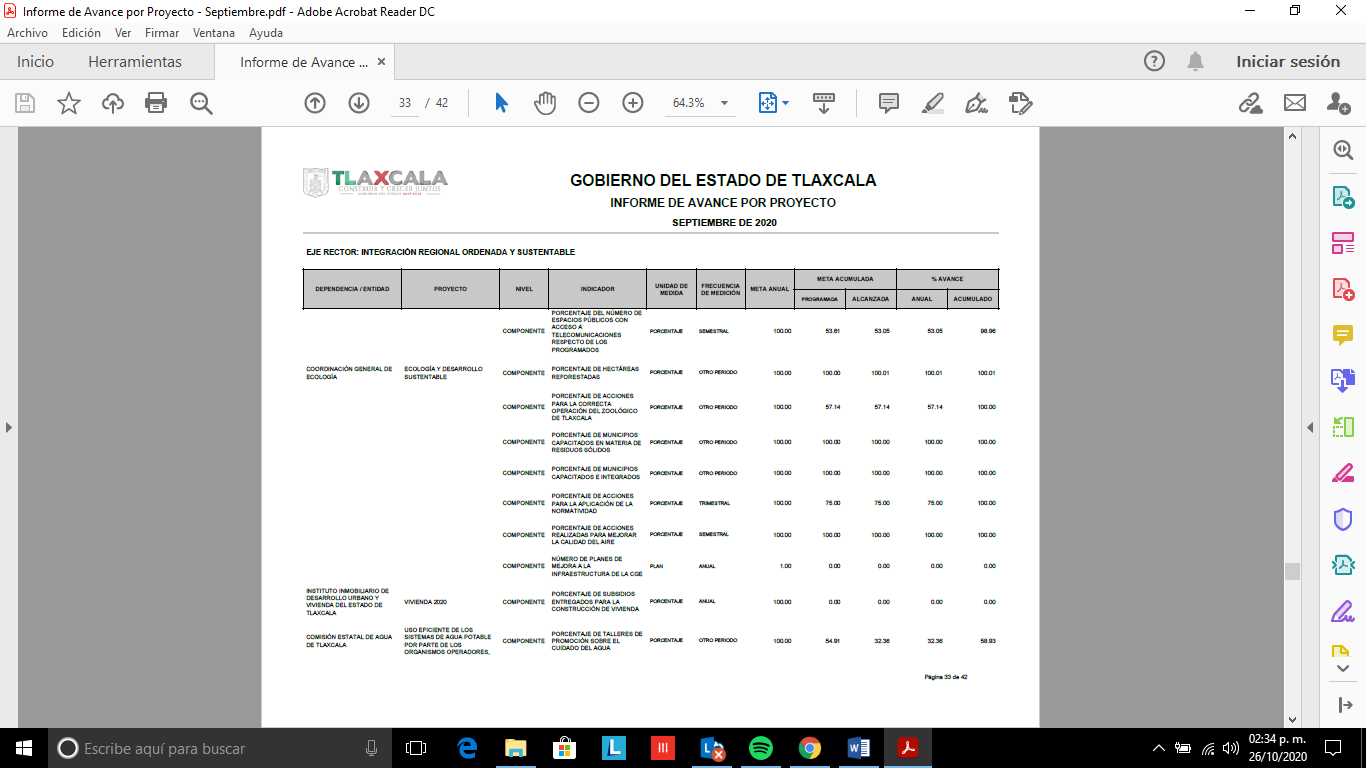 Informe de Avance por Proyecto - Septiembre.pdf - Adobe Acrobat Reader DC
Archivo Edición Ver Firmar Ventana Ayuda
Inicio Herramientas Informe de Avance ... × Iniciar sesión
33 / 42 64.3%
TLAXCALA
CONSTRUIR Y CRECER JUNTOS
GOBIERNO DEL ESTADO DE TLAXCALA
INFORME DE AVANCE POR PROYECTO
SEPTIEMBRE DE 2020
EJE RECTOR: INTEGRACIÓN REGIONAL ORDENADA Y SUSTENTABLE
DEPENDENCIA / ENTIDAD PROYECTO NIVEL INDICADOR UNIDAD DE MEDIDA FRECUENCIA DE MEDICIÓN META ANUAL META ACUMULADA % AVANCE
PROGRAMADA ALCANZADA ANUAL ACUMULADO
PORCENTAJE DEL NÚMERO DE
ESPACIOS PÚBLICOS CON
ACCESO A
COMPONENTE TELECOMUNICACIONES PORCENTAJE SEMESTRAL 100.00 53.61 53.05 53.05 98.96
RESPECTO DE LOS
PROGRAMADOS
COORDINACIÓN GENERAL DE ECOLOGÍA Y DESARROLLO COMPONENTE PORCENTAJE DE HECTÁREAS PORCENTAJE OTRO PERIODO 100.00 100.00 100.01 100.01 100.01
ECOLOGÍA SUSTENTABLE REFORESTADAS
PORCENTAJE DE ACCIONES
PARA LA CORRECTA
COMPONENTE OPERACIÓN DEL ZOOLÓGICO PORCENTAJE OTRO PERIODO 100.00 57.14 57.14 57.14 100.00
DE TLAXCALA
PORCENTAJE DE MUNICIPIOS
COMPONENTE CAPACITADOS EN MATERIA DE PORCENTAJE OTRO PERIODO 100.00 100.00 100.00 100.00 100.00
RESIDUOS SÓLIDOS
COMPONENTE PORCENTAJE DE MUNICIPIOS PORCENTAJE OTRO PERIODO 100.00 100.00 100.00 100.00 100.00
CAPACITADOS E INTEGRADOS
PORCENTAJE DE ACCIONES
COMPONENTE PARA LA APLICACIÓN DE LA PORCENTAJE TRIMESTRAL 100.00 75.00 75.00 75.00 100.00
NORMATIVIDAD
PORCENTAJE DE ACCIONES
COMPONENTE REALIZADAS PARA MEJORAR PORCENTAJE SEMESTRAL 100.00 100.00 100.00 100.00 100.00
LA CALIDAD DEL AIRE
NÚMERO DE PLANES DE
COMPONENTE MEJORA A LA PLAN ANUAL 1.00 0.00 0.00 0.00 0.00
INFRAESTRUCTURA DE LA CGE
INSTITUTO INMOBILIARIO DE
DESARROLLO URBANO Y PORCENTAJE DE SUBSIDIOS
VIVIENDA DEL ESTADO DE VIVIENDA 2020 COMPONENTE ENTREGADOS PARA LA PORCENTAJE ANUAL 100.00 0.00 0.00 0.00 0.00
TLAXCALA CONSTRUCCIÓN DE VIVIENDA
USO EFICIENTE DE LOS
COMISIÓN ESTATAL DE AGUA SISTEMAS DE AGUA POTABLE COMPONENTE PORCENTAJE DE TALLERES DE PORCENTAJE OTRO PERIODO 100.00 54.91 32.36 32.36 58.93
DE TLAXCALA POR PARTE DE LOS PROMOCIÓN SOBRE EL
ORGANISMOS OPERADORES, CUIDADO DEL AGUA
Página 33 de 42
Escribe aquí para buscar
02:34 p. m.
26/10/2020